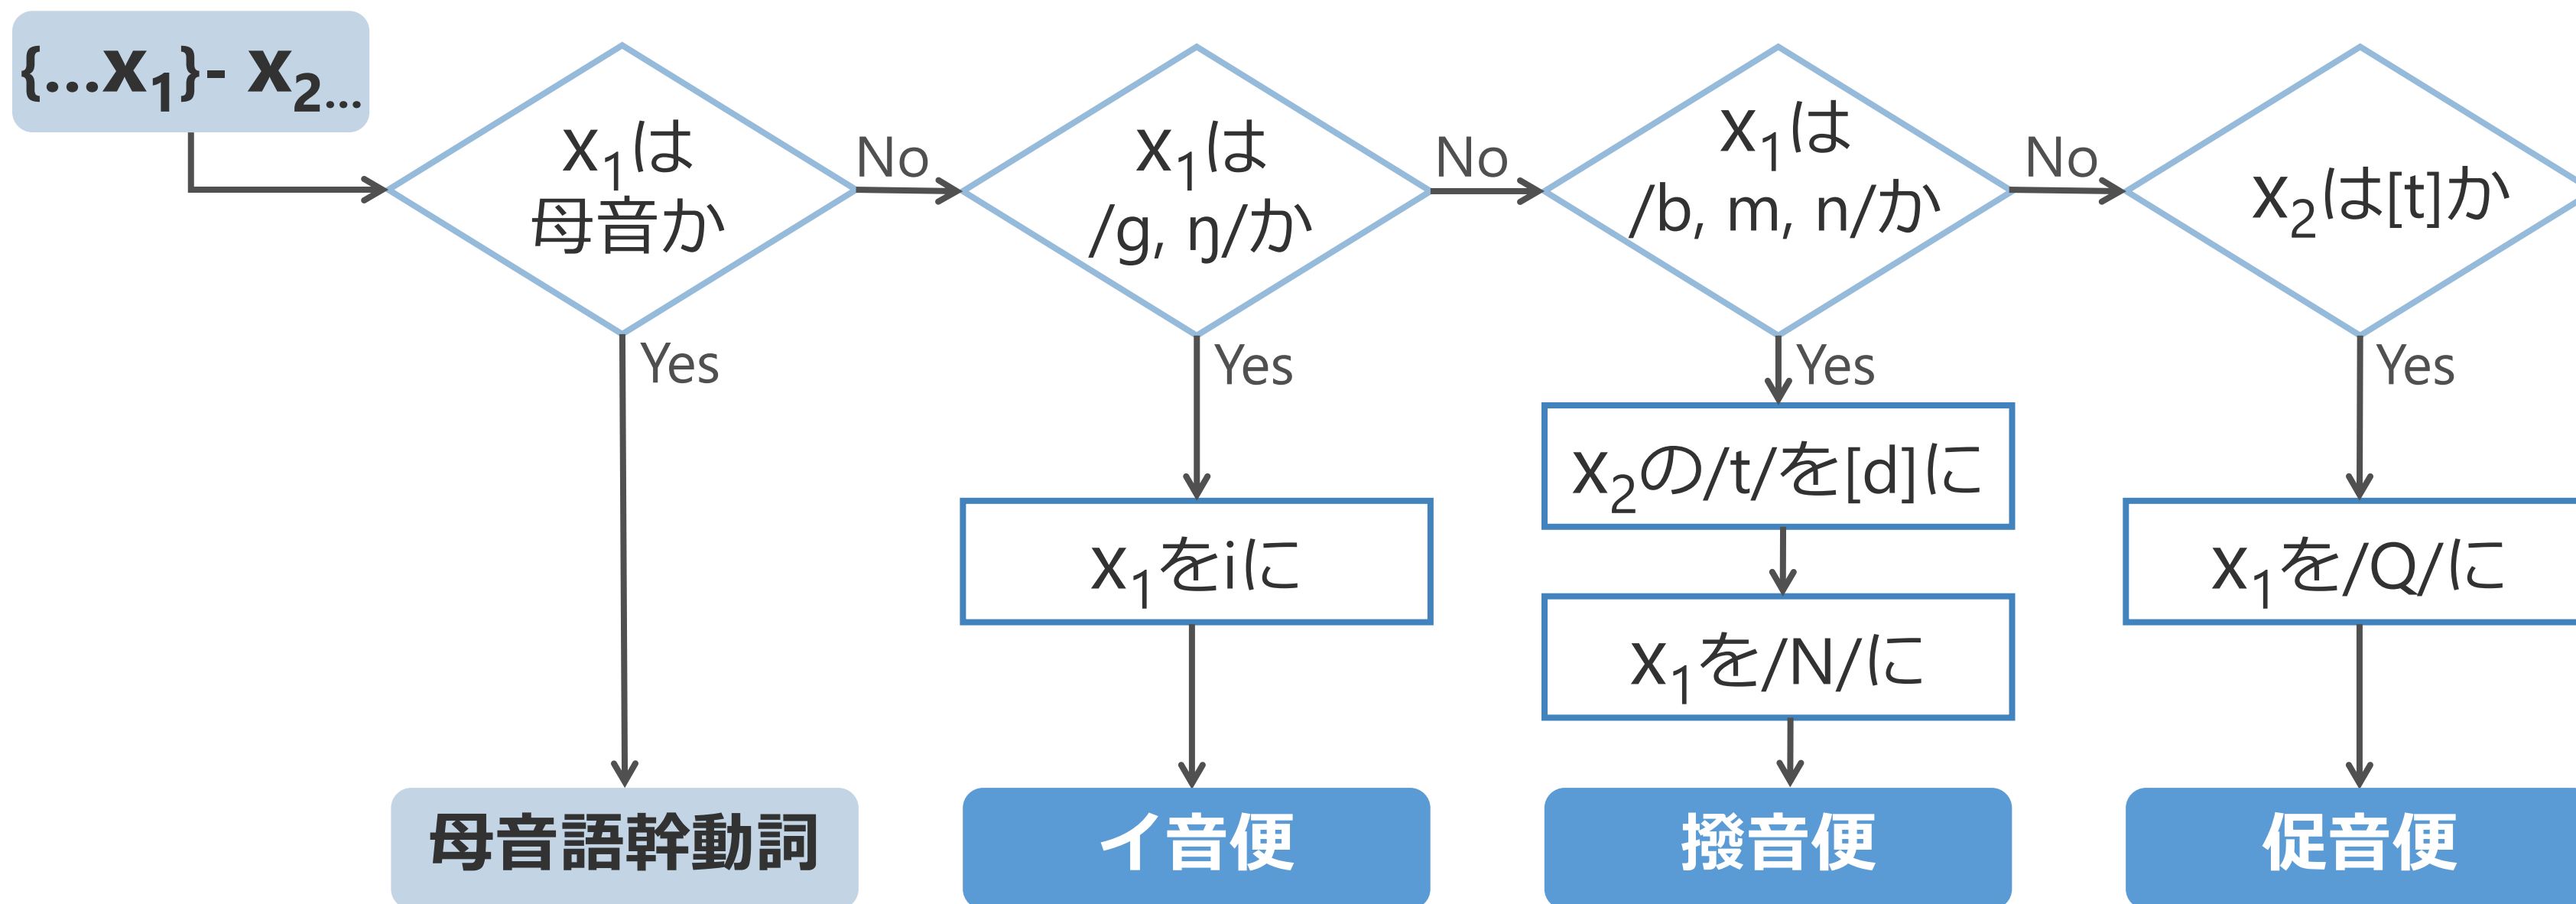 {…x₁}- x₂…
x₁は
母音か
No
x₁は
/g, ŋ/か
No
x₁は
/b, m, n/か
No
x₂は[t]か
Yes
Yes
Yes
Yes
x₂の/t/を[d]に
x₁をiに
x₁を/Q/に
x₁を/N/に
母音語幹動詞
イ音便
撥音便
促音便